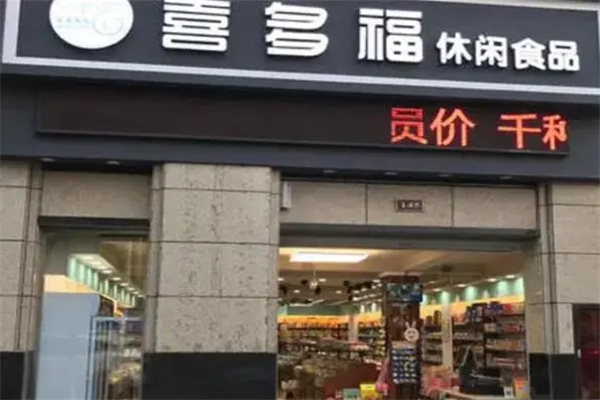 喜多福 休闲食品
员价 千和